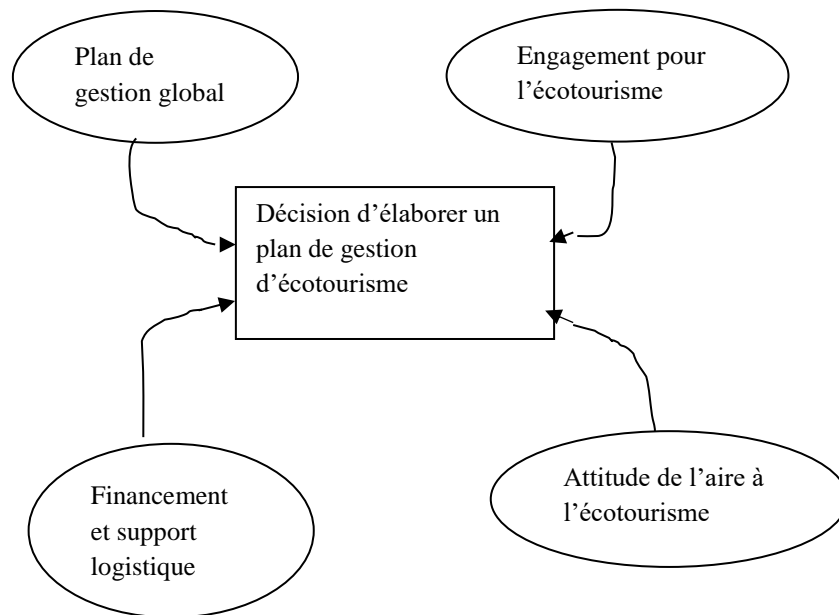 Plan de
gestion global
Engagement pour
l’écotourisme
Décision d’élaborer un
plan de gestion
d’écotourisme
Financement
et support
logistique
Attitude de l’aire à
l’écotourisme